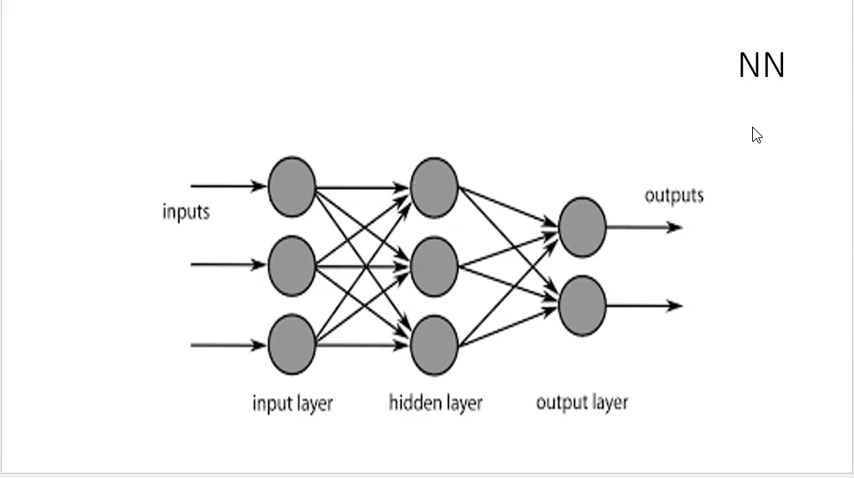 NN
outputs
inputs
input layer
hidden layer
output layer